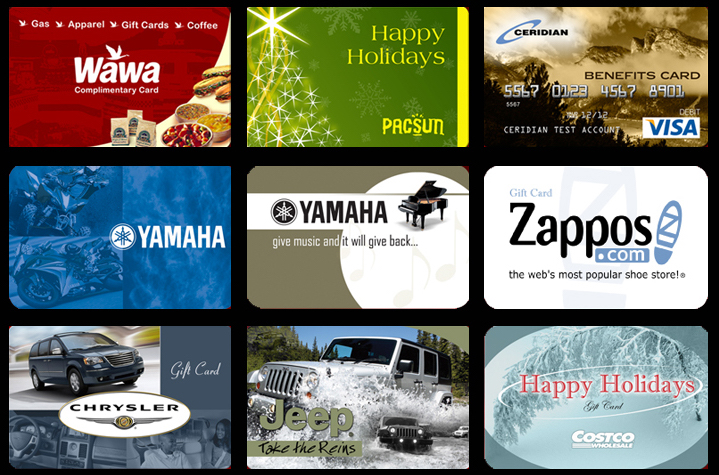 Gas Apparel Gift Cards Coffee
Wawa
Complimentary Card
Happy
Holidays
PACSUN
CERIDIAN
BENEFITS CARD
5567 0123 4567 8901
5567
12/12
DEBIT
CERIDIAN TEST ACCOUNT
VISA
YAMAHA
YAMAHA
give music and it will give back...
Gift Card
Zappos
.com
the web's most popular shoe store!®
Gift Card
CHRYSLER
Jeep
Take the Reins
Happy Holidays
Gift Card
COSTCO
WHOLESALE